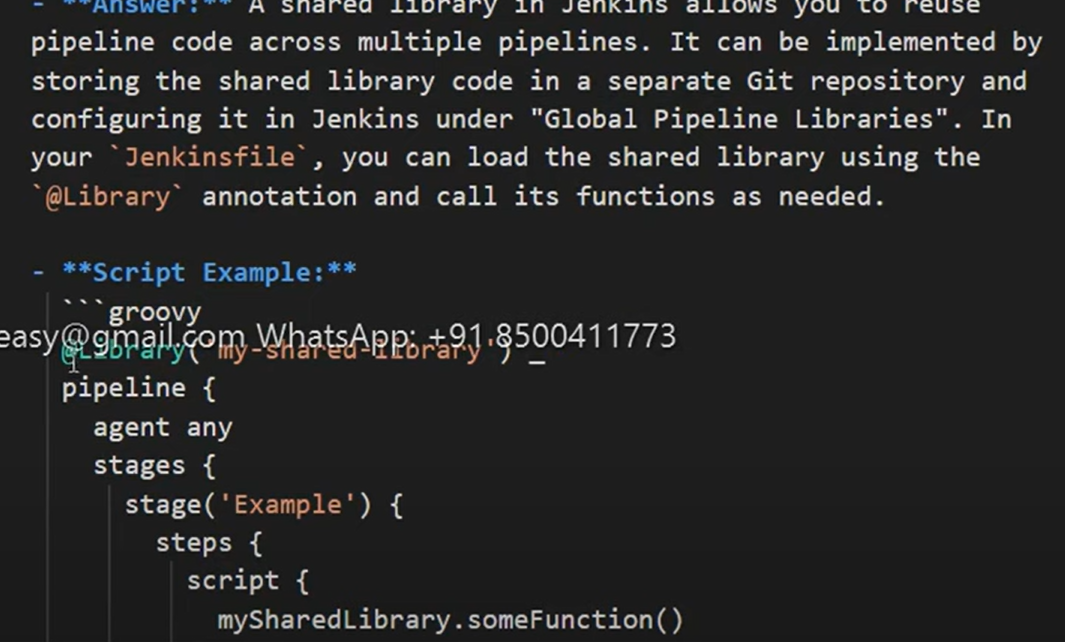 - **Answer:** A shared library in Jenkins allows you to reuse
pipeline code across multiple pipelines. It can be implemented by
storing the shared library code in a separate Git repository and
configuring it in Jenkins under "Global Pipeline Libraries". In
your `Jenkinsfile`, you can load the shared library using the
`@Library` annotation and call its functions as needed.
- **Script Example:**
```groovy
easy@gmail.com WhatsApp: +91 8500411773
@Library('my-shared-library') _
pipeline {
agent any
stages {
stage('Example') {
steps {
script {
mySharedLibrary.someFunction()